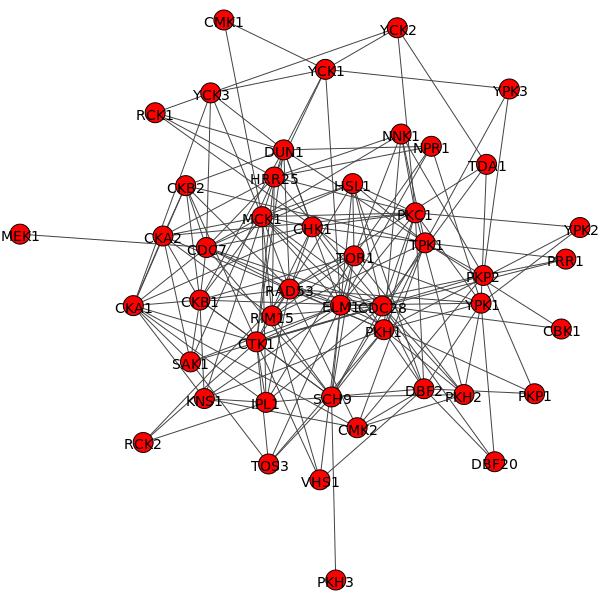 CMK1
YCK2
YCK1
YPK3
YCK3
RCK1
NNK1
NPR1
DUN1
TDA1
HRR25
HSL1
CKB2
PKC1
MCK1
CHK1
YPK2
MEK1
CKA2
CDC7
TPK1
TOR1
PRR1
PKP2
RAD53
CKA1
CKB1
ELM1
CDC28
YPK1
RIM15
PKH1
CBK1
CTK1
SAK1
KNS1
IPL1
SCH9
DBF2
PKH2
PKP1
CMK2
RCK2
TOS3
DBF20
VHS1
PKH3